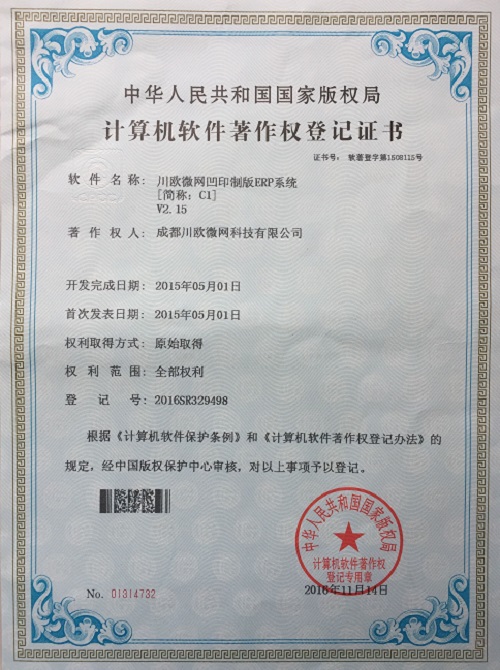 中华人民共和国国家版权局
计算机软件著作权登记证书
证书号： 软著登字第1508115号
软件名称： 川欧微网凹印制版ERP系统
[简称：C1]
V2.15
著作权人： 成都川欧微网科技有限公司
开发完成日期： 2015年05月01日
首次发表日期： 2015年05月01日
权利取得方式： 原始取得
权利范围： 全部权利
登记号： 2016SR329498
根据《计算机软件保护条例》和《计算机软件著作权登记办法》的
规定，经中国版权保护中心审核，对以上事项予以登记。
中华人民共和国国家版权局
计算机软件著作权
登记专用章
2016年11月14日
No. 01314732